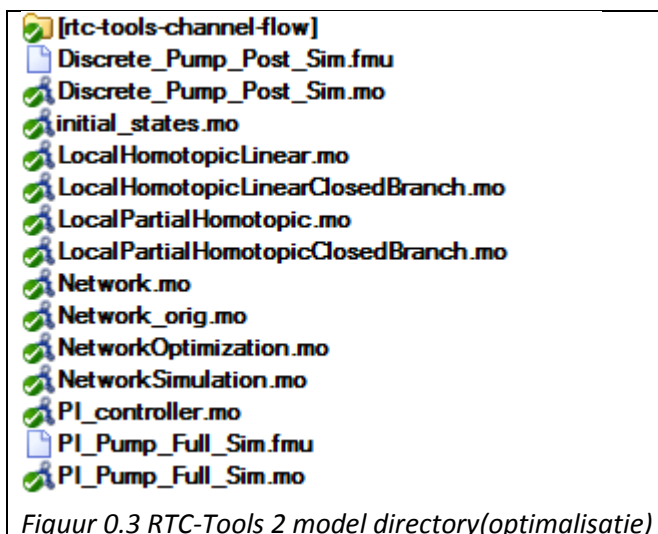 [rtc-tools-channel-flow]
Discrete_Pump_Post_Sim.fmu
Discrete_Pump_Post_Sim.mo
initial_states.mo
LocalHomotopicLinear.mo
LocalHomotopicLinearClosedBranch.mo
LocalPartialHomotopic.mo
LocalPartialHomotopicClosedBranch.mo
Network.mo
Network_orig.mo
NetworkOptimization.mo
NetworkSimulation.mo
PI_controller.mo
PI_Pump_Full_Sim.fmu
PI_Pump_Full_Sim.mo
Figuur 0.3 RTC-Tools 2 model directory(optimalisatie)